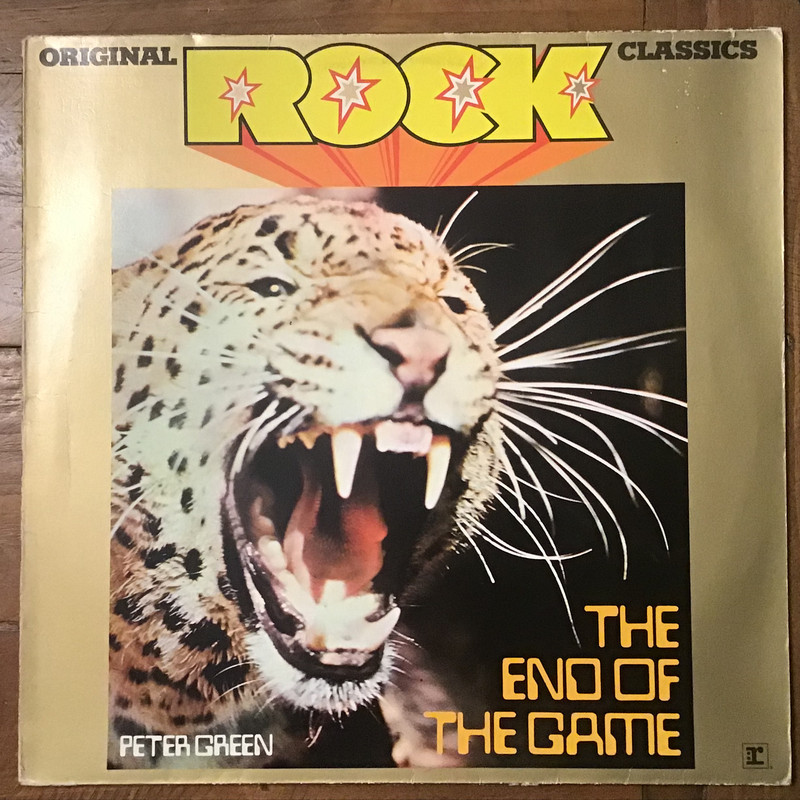 ORIGINAL ROCK CLASSICS
THE
END OF
THE GAME
PETER GREEN
r